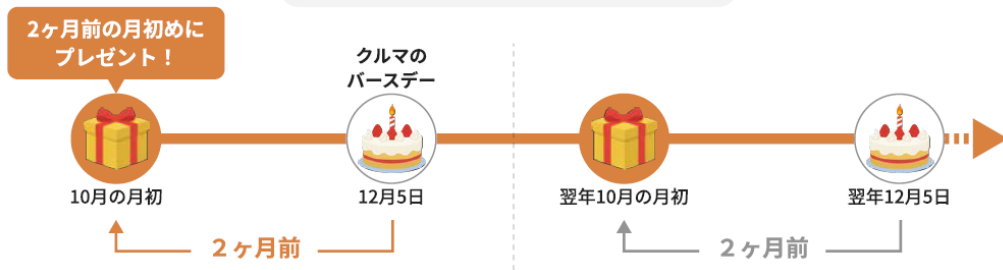 2ヶ月前の月初めに
プレゼント！
クルマの
バースデー
10月の月初
12月5日
翌年10月の月初
翌年12月5日
2ヶ月前
2ヶ月前